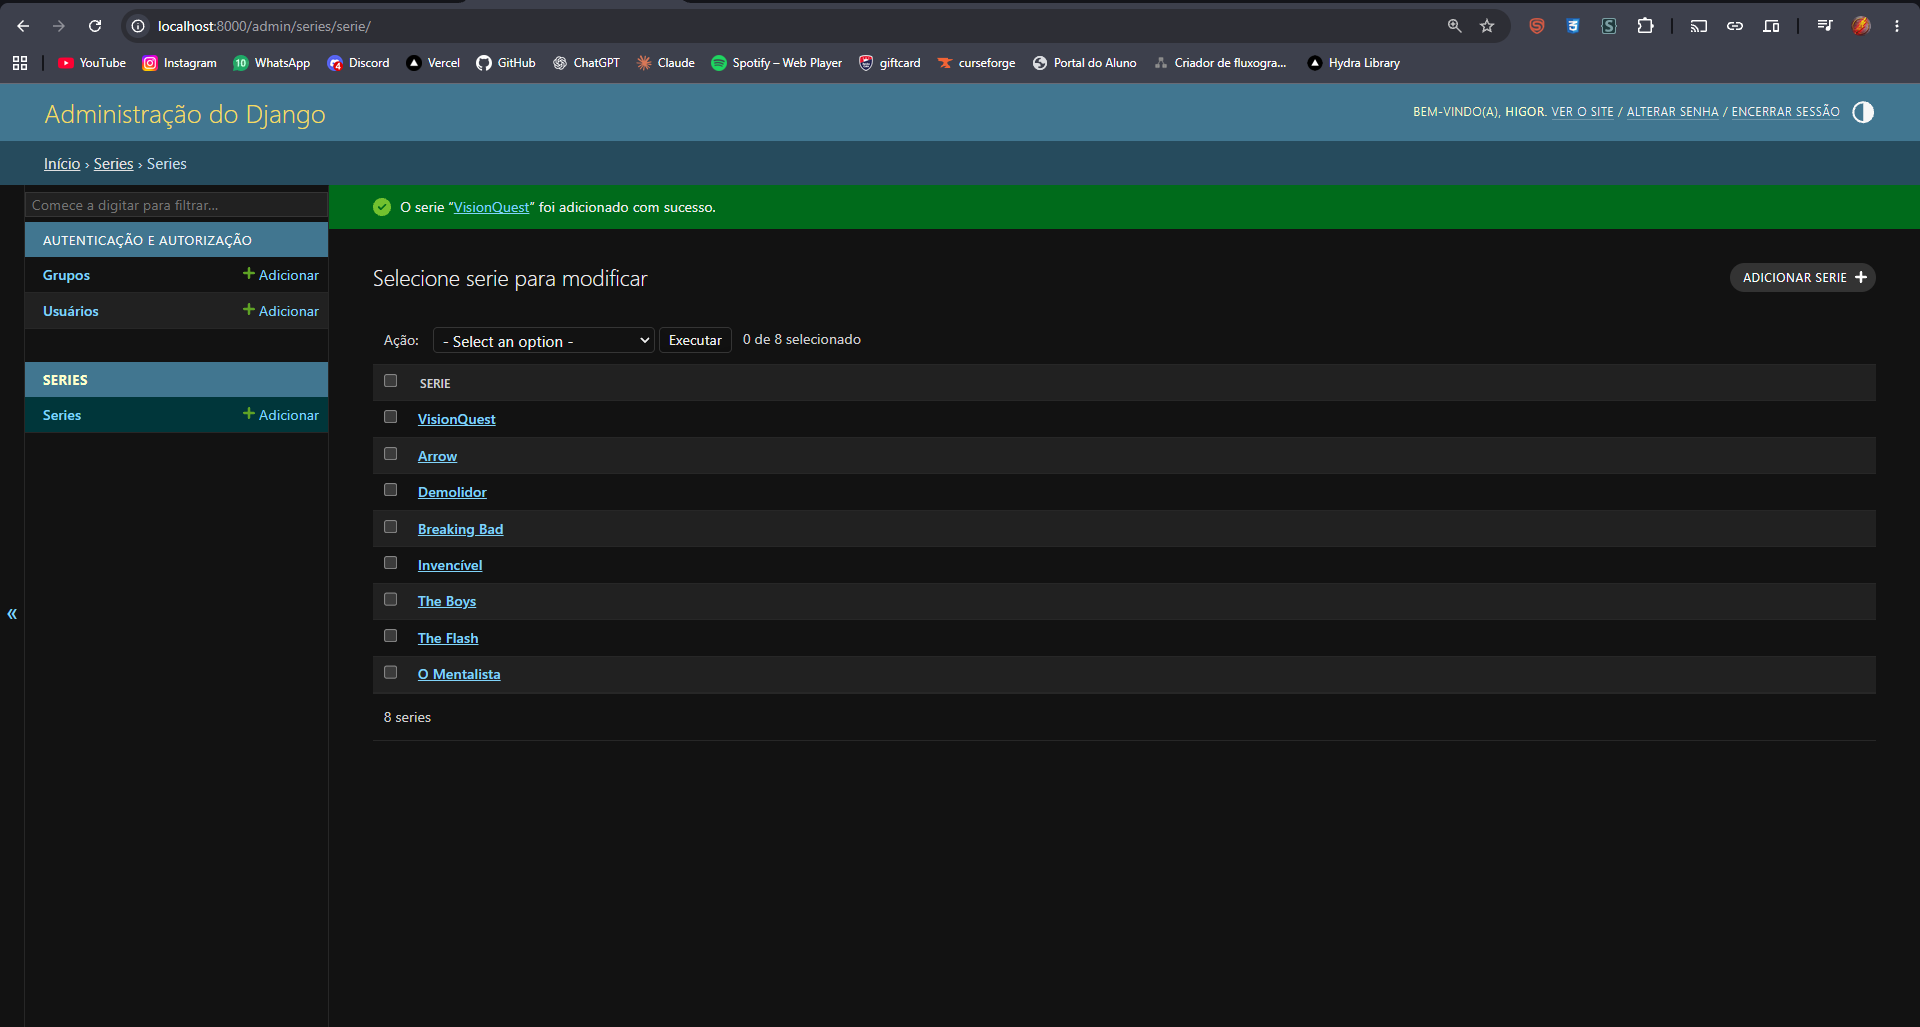 localhost:8000/admin/series/serie/
YouTube Instagram 10 WhatsApp 4 Discord Vercel GitHub ChatGPT Claude Spotify – Web Player giftcard curseforge Portal do Aluno Criador de fluxogra... Hydra Library
Administração do Django
BEM-VINDO(A), HIGOR. VER O SITE / ALTERAR SENHA / ENCERRAR SESSÃO
Início › Series › Series
Comece a digitar para filtrar...
AUTENTICAÇÃO E AUTORIZAÇÃO
Grupos Adicionar
Usuários Adicionar
SERIES
Series Adicionar
«
O serie “VisionQuest” foi adicionado com sucesso.
Selecione serie para modificar
ADICIONAR SERIE
Ação: - Select an option - Executar 0 de 8 selecionado
SERIE
VisionQuest
Arrow
Demolidor
Breaking Bad
Invencível
The Boys
The Flash
O Mentalista
8 series